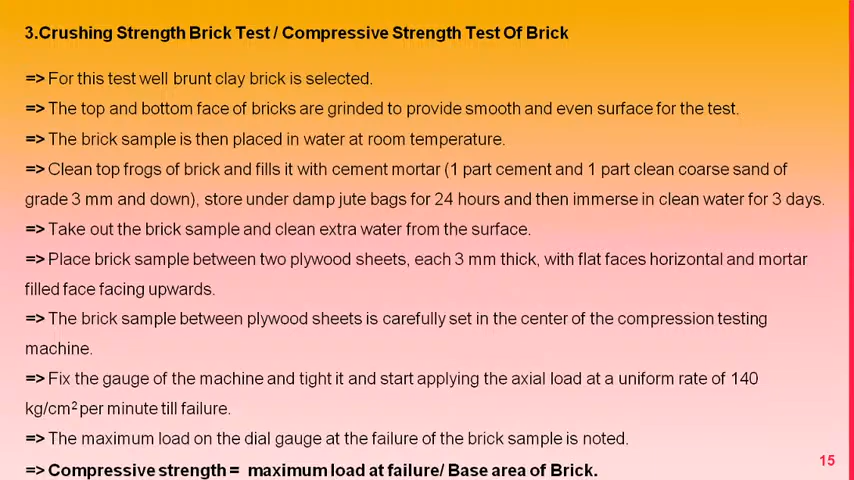 3.Crushing Strength Brick Test / Compressive Strength Test Of Brick
=> For this test well brunt clay brick is selected.
=> The top and bottom face of bricks are grinded to provide smooth and even surface for the test.
=> The brick sample is then placed in water at room temperature.
=> Clean top frogs of brick and fills it with cement mortar (1 part cement and 1 part clean coarse sand of
grade 3 mm and down), store under damp jute bags for 24 hours and then immerse in clean water for 3 days.
=> Take out the brick sample and clean extra water from the surface.
=> Place brick sample between two plywood sheets, each 3 mm thick, with flat faces horizontal and mortar
filled face facing upwards.
=> The brick sample between plywood sheets is carefully set in the center of the compression testing
machine.
=> Fix the gauge of the machine and tight it and start applying the axial load at a uniform rate of 140
kg/cm² per minute till failure.
=> The maximum load on the dial gauge at the failure of the brick sample is noted.
=> Compressive strength = maximum load at failure/ Base area of Brick.
15